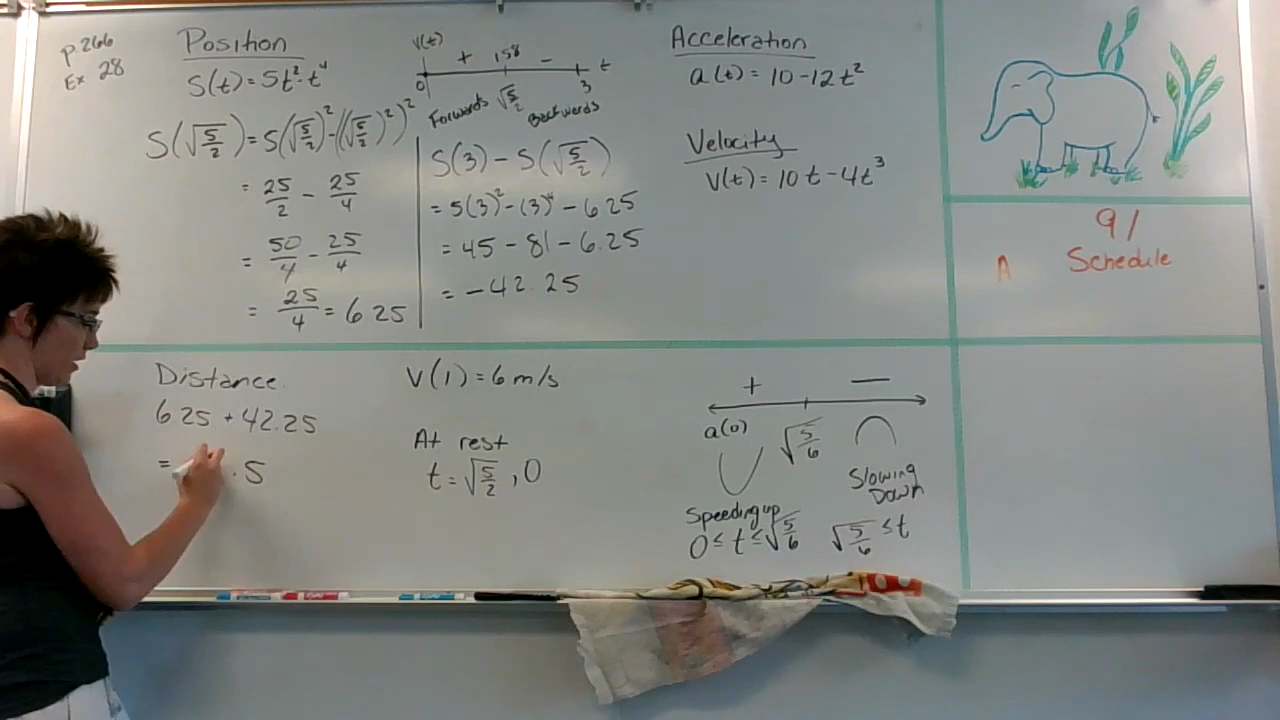 p.266
Ex 28
Position
S(t) = 5t² - t⁴
S(√5/2) = 5(√5/2)² - ((√5/2)²)²
= 25/2 - 25/4
= 50/4 - 25/4
= 25/4 = 6.25
v(t)
+ 1.58 -
0 √5/2 3 t
Forwards Backwards
S(3) - S(√5/2)
= 5(3)² - (3)⁴ - 6.25
= 45 - 81 - 6.25
= -42.25
Acceleration
a(t) = 10 - 12t²
Velocity
v(t) = 10t - 4t³
91
A Schedule
Distance
6.25 + 42.25
= .5
v(1) = 6 m/s
At rest
t = √5/2, 0
+ -
a(0) √5/6
Slowing
Down
Speeding up
0 ≤ t ≤ √5/6
√5/6 ≤ t